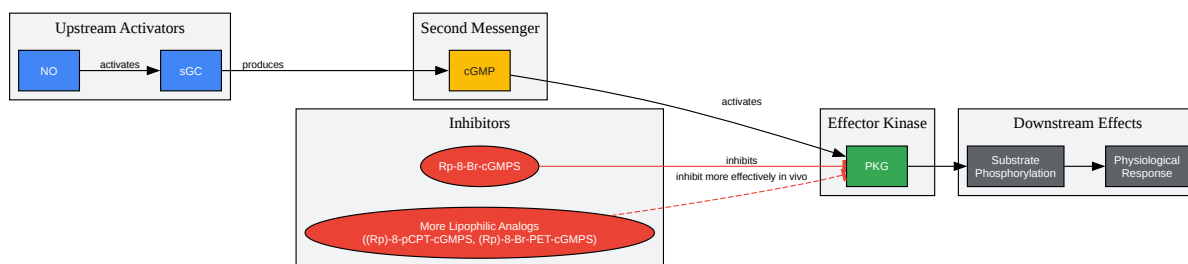 Upstream Activators
NO
activates
sGC
produces
Second Messenger
cGMP
activates
Inhibitors
Rp-8-Br-cGMPS
inhibits
inhibit more effectively in vivo
More Lipophilic Analogs
((Rp)-8-pCPT-cGMPS, (Rp)-8-Br-PET-cGMPS)
Effector Kinase
PKG
Downstream Effects
Substrate
Phosphorylation
Physiological
Response